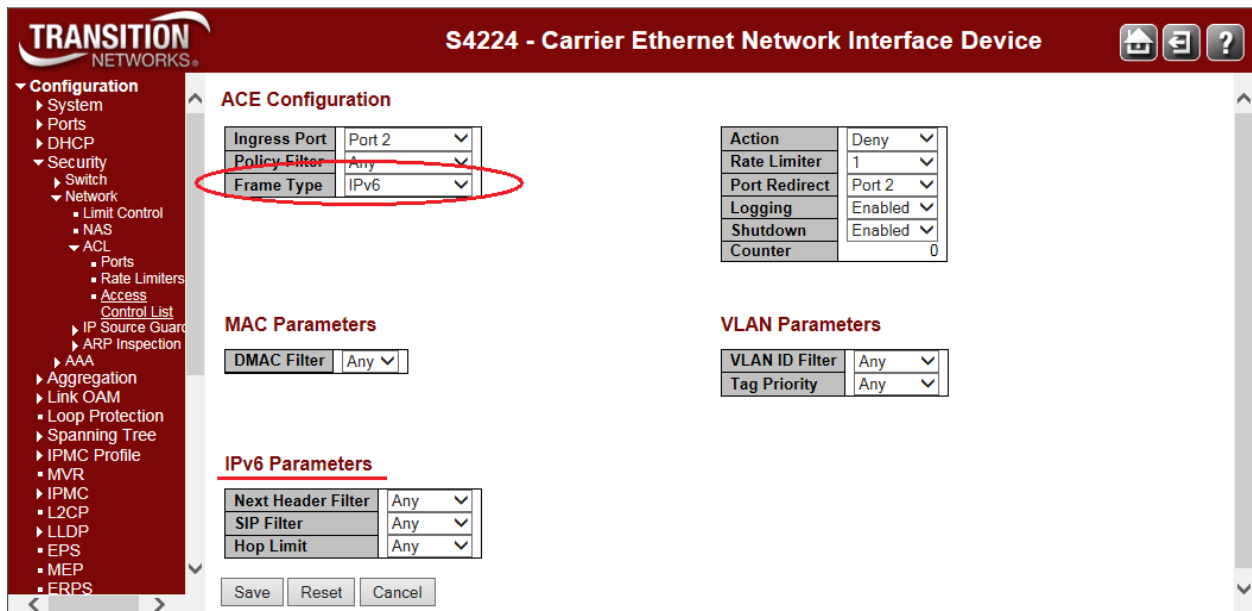 TRANSITION
NETWORKS®
S4224 - Carrier Ethernet Network Interface Device
?
Configuration
System
Ports
DHCP
Security
Switch
Network
Limit Control
NAS
ACL
Ports
Rate Limiters
Access
Control List
IP Source Guard
ARP Inspection
AAA
Aggregation
Link OAM
Loop Protection
Spanning Tree
IPMC Profile
MVR
IPMC
L2CP
LLDP
EPS
MEP
ERPS
ACE Configuration
Ingress Port Port 2
Policy Filter Any
Frame Type IPv6
Action Deny
Rate Limiter 1
Port Redirect Port 2
Logging Enabled
Shutdown Enabled
Counter 0
MAC Parameters
DMAC Filter Any
VLAN Parameters
VLAN ID Filter Any
Tag Priority Any
IPv6 Parameters
Next Header Filter Any
SIP Filter Any
Hop Limit Any
Save Reset Cancel